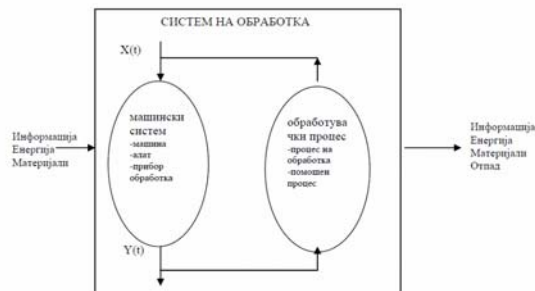 СИСТЕМ НА ОБРАБОТКА
X(t)
Информација
Енергија
Материјали
машински
систем
-машина
-алат
-прибор
обработка
обработува
чки процес
-процес на
обработка
-помошен
процес
Информација
Енергија
Материјали
Отпад
Y(t)